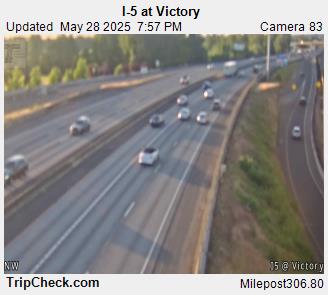 I-5 at Victory
Updated May 28 2025 7:57 PM Camera 83
NW I5 @ Victory
TripCheck.com Milepost306.80